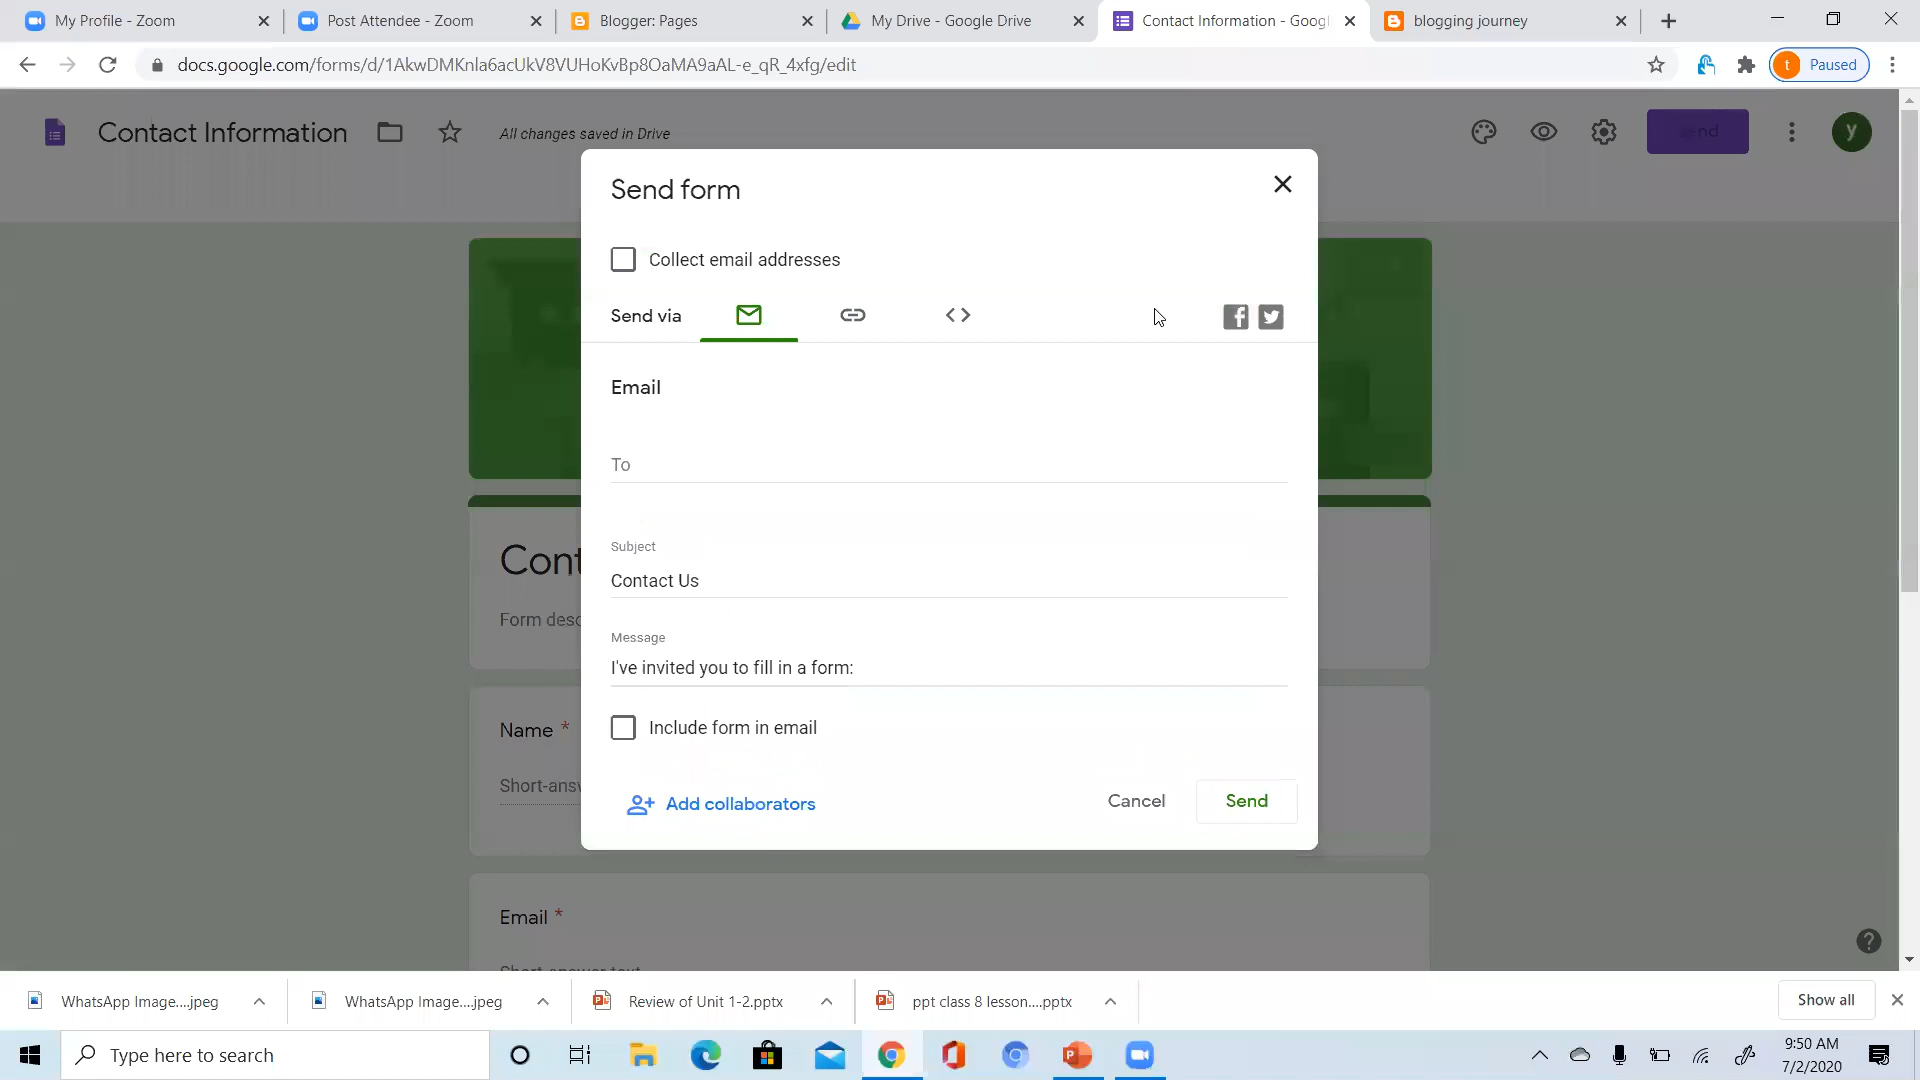 My Profile - Zoom
Post Attendee - Zoom
Blogger: Pages
My Drive - Google Drive
Contact Information - Googl
blogging journey
docs.google.com/forms/d/1AkwDMKnla6acUkV8VUHoKvBp8OaMA9aAL-e_qR_4xfg/edit
t
Paused
Contact Information
All changes saved in Drive
Send
y
Send form
Collect email addresses
Send via
Email
To
Subject
Contact Us
Message
I've invited you to fill in a form:
Include form in email
Add collaborators
Cancel
Send
Cont
Form desc
Name *
Short-answ
Email *
Short-answer text
WhatsApp Image....jpeg
WhatsApp Image....jpeg
Review of Unit 1-2.pptx
ppt class 8 lesson....pptx
Show all
Type here to search
9:50 AM
7/2/2020